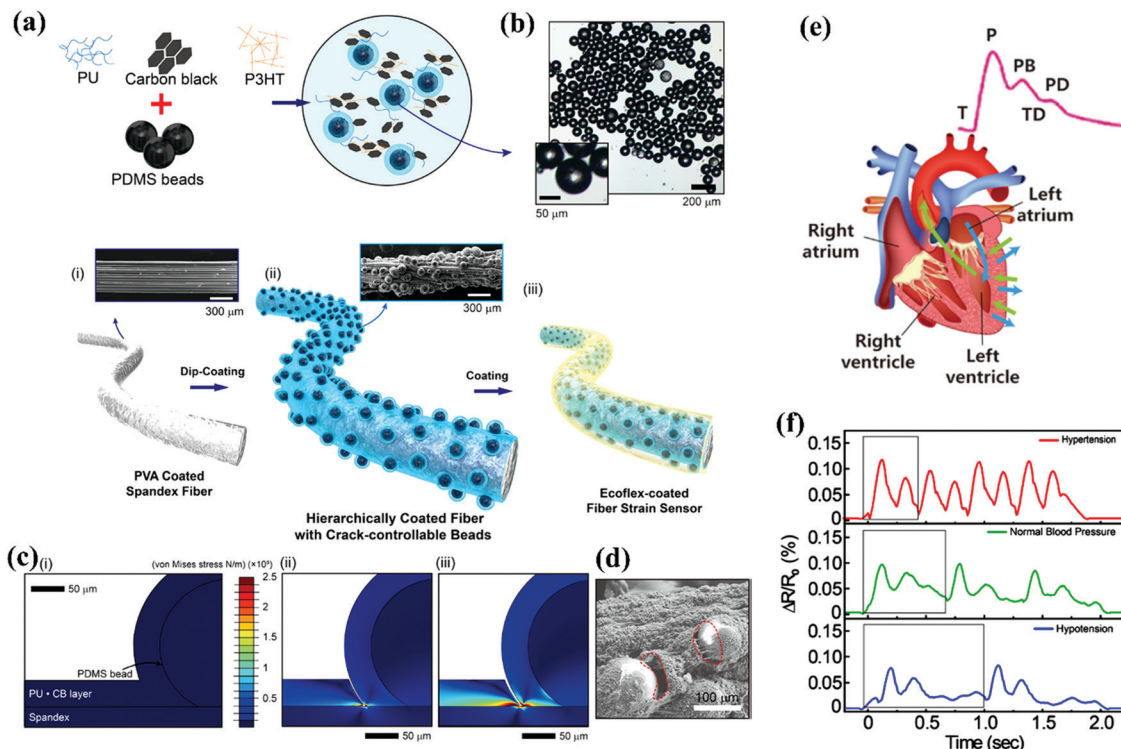 (a)
PU
Carbon black
P3HT
+
PDMS beads
(b)
50 μm
200 μm
(i)
300 μm
(ii)
300 μm
(iii)
Dip-Coating
Coating
PVA Coated
Spandex Fiber
Hierarchically Coated Fiber
with Crack-controllable Beads
Ecoflex-coated
Fiber Strain Sensor
(c)
(i)
(von Mises stress N/m) (×10⁵)
50 μm
PDMS bead
PU • CB layer
Spandex
2.5
2
1.5
1
0.5
(ii)
50 μm
(iii)
50 μm
(d)
100 μm
(e)
P
PB
PD
T
TD
Left
atrium
Right
atrium
Right
ventricle
Left
ventricle
(f)
ΔR/R₀ (%)
0.15
0.10
0.05
0
Hypertension
0.15
0.10
0.05
0
Normal Blood Pressure
0.15
0.10
0.05
0
Hypotension
0 0.5 1.0 1.5 2.0
Time (sec)